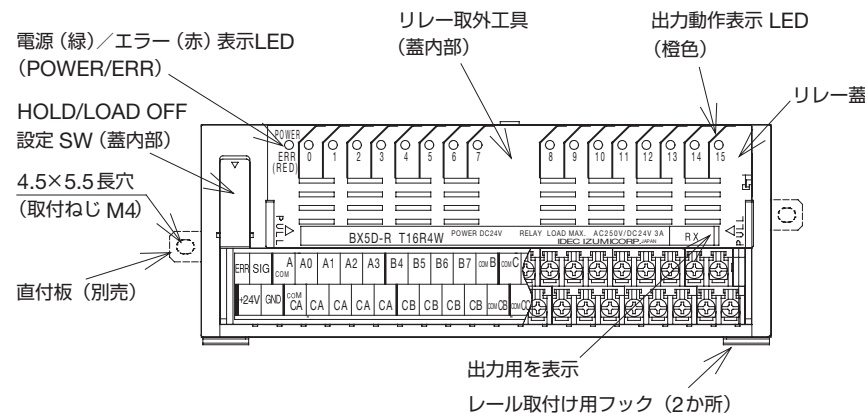 リレー取外工具
(蓋内部)
出力動作表示 LED
(橙色)
電源(緑)/エラー(赤)表示LED
(POWER/ERR)
リレー蓋
HOLD/LOAD OFF
設定 SW(蓋内部)
4.5×5.5長穴
(取付ねじ M4)
直付板(別売)
POWER
ERR
(RED)
0 1 2 3 4 5 6 7 8 9 10 11 12 13 14 15
PULL
PULL
BX5D-R T16R4W POWER DC24V RELAY LOAD MAX. AC250V/DC24V 3A RX
IDEC IZUMICORP. JAPAN
ERR SIG COM A A0 A1 A2 A3 B4 B5 B6 B7 COM B COM C
+24V GND COM CA CA CA CA CA CB CB CB CB COM CB COM CC
出力用を表示
レール取付け用フック(2か所)